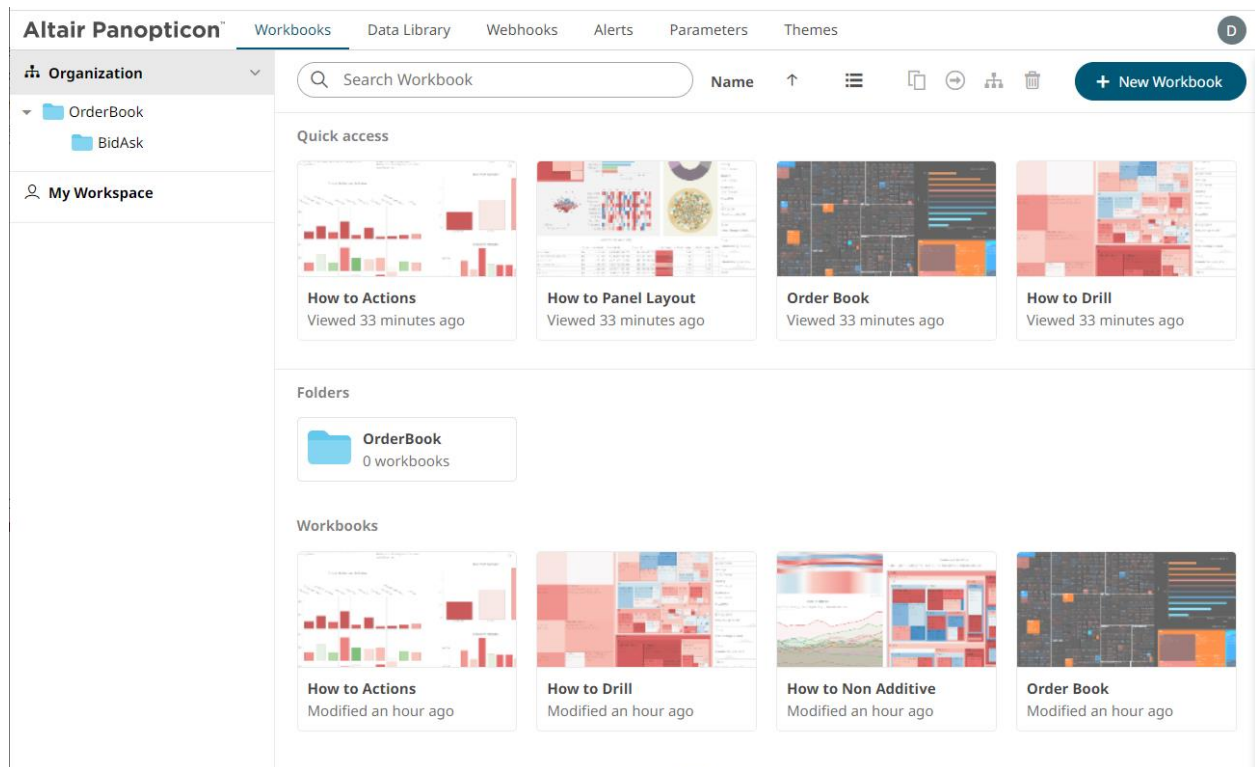 Altair Panopticon™
Workbooks Data Library Webhooks Alerts Parameters Themes
D
Organization
OrderBook
BidAsk
My Workspace
Search Workbook
Name
+ New Workbook
Quick access
How to Actions
Viewed 33 minutes ago
How to Panel Layout
Viewed 33 minutes ago
Order Book
Viewed 33 minutes ago
How to Drill
Viewed 33 minutes ago
Folders
OrderBook
0 workbooks
Workbooks
How to Actions
Modified an hour ago
How to Drill
Modified an hour ago
How to Non Additive
Modified an hour ago
Order Book
Modified an hour ago